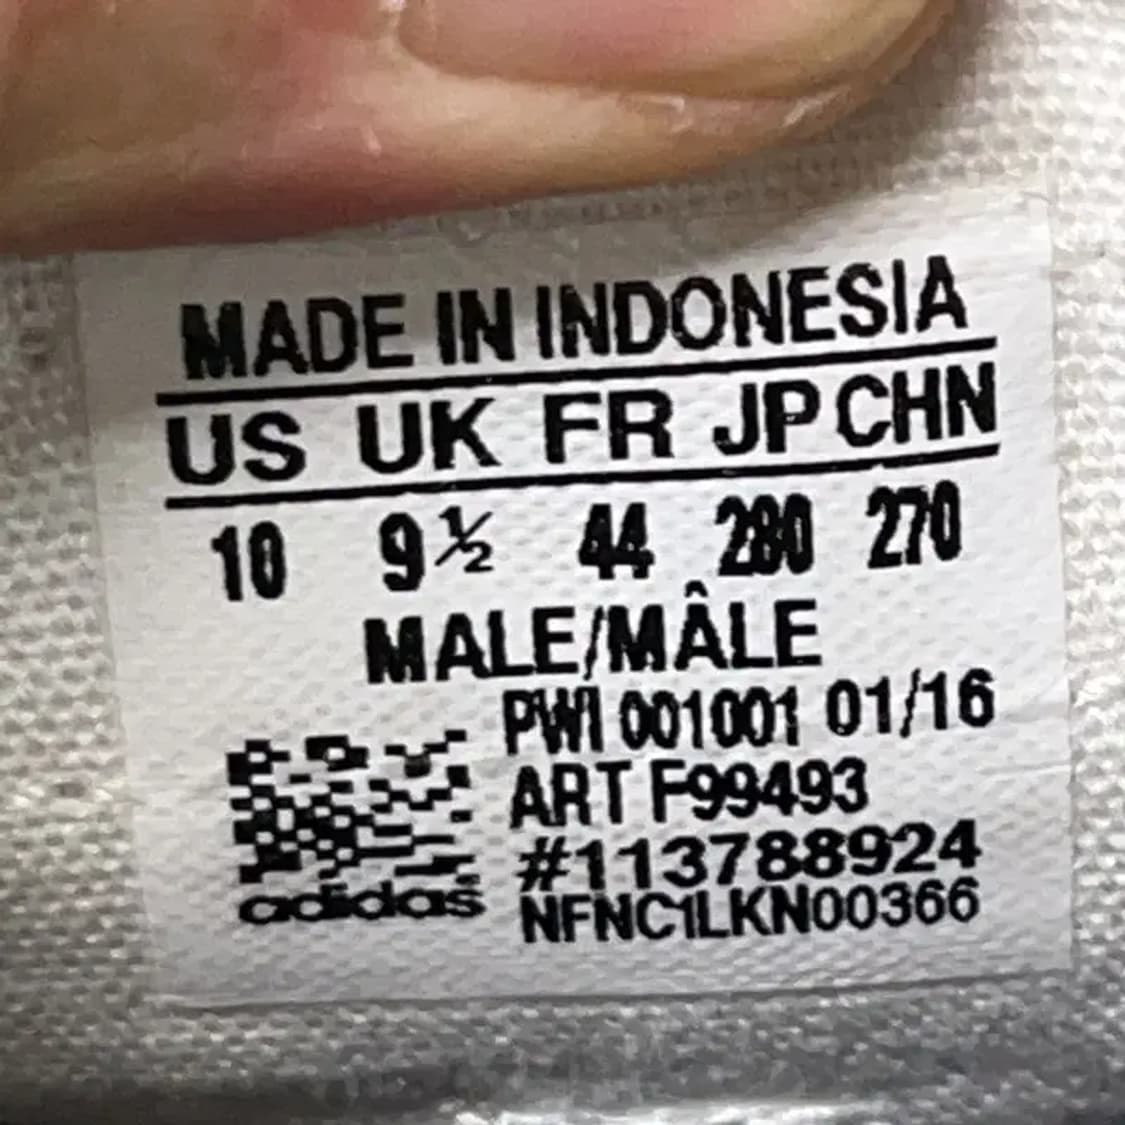 MADE IN INDONESIA
US UK FR JP CHN
10 9½ 44 280 270
MALE/MÂLE
PWI 001001 01/16
ART F99493
#113788924
adidas NFNC1LKN00366